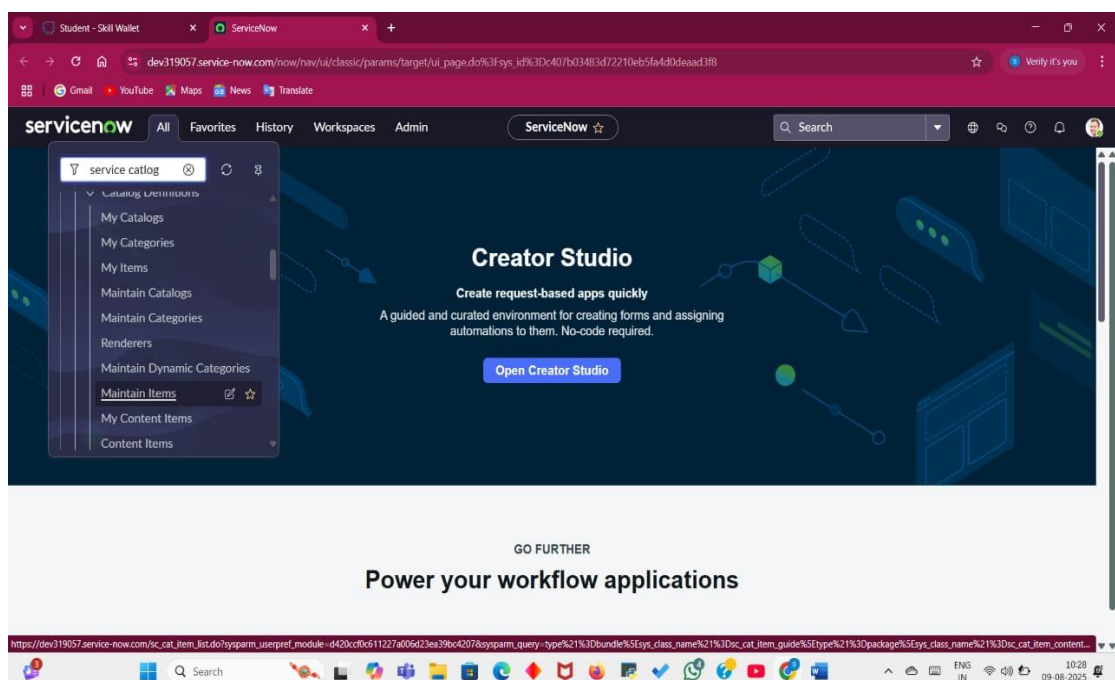 Student - Skill Wallet
ServiceNow
dev319057.service-now.com/now/nav/ui/classic/params/target/ui_page.do%3Fsys_id%3Dc407b03483d72210eb5fa4d0deaad3f8
Verify it's you
Gmail YouTube Maps News Translate
servicenow All Favorites History Workspaces Admin ServiceNow Search
service catlog
Catalog Definitions
My Catalogs
My Categories
My Items
Maintain Catalogs
Maintain Categories
Renderers
Maintain Dynamic Categories
Maintain Items
My Content Items
Content Items
Creator Studio
Create request-based apps quickly
A guided and curated environment for creating forms and assigning
automations to them. No-code required.
Open Creator Studio
GO FURTHER
Power your workflow applications
https://dev319057.service-now.com/sc_cat_item_list.do?sysparm_userpref_module=d420ccf0c611227a006d23ea39bc4207&sysparm_query=type%21%3Dbundle%5Esys_class_name%21%3Dsc_cat_item_guide%5Etype%21%3Dpackage%5Esys_class_name%21%3Dsc_cat_item_content...
3
Search
ENG
IN
10:28
09-08-2025